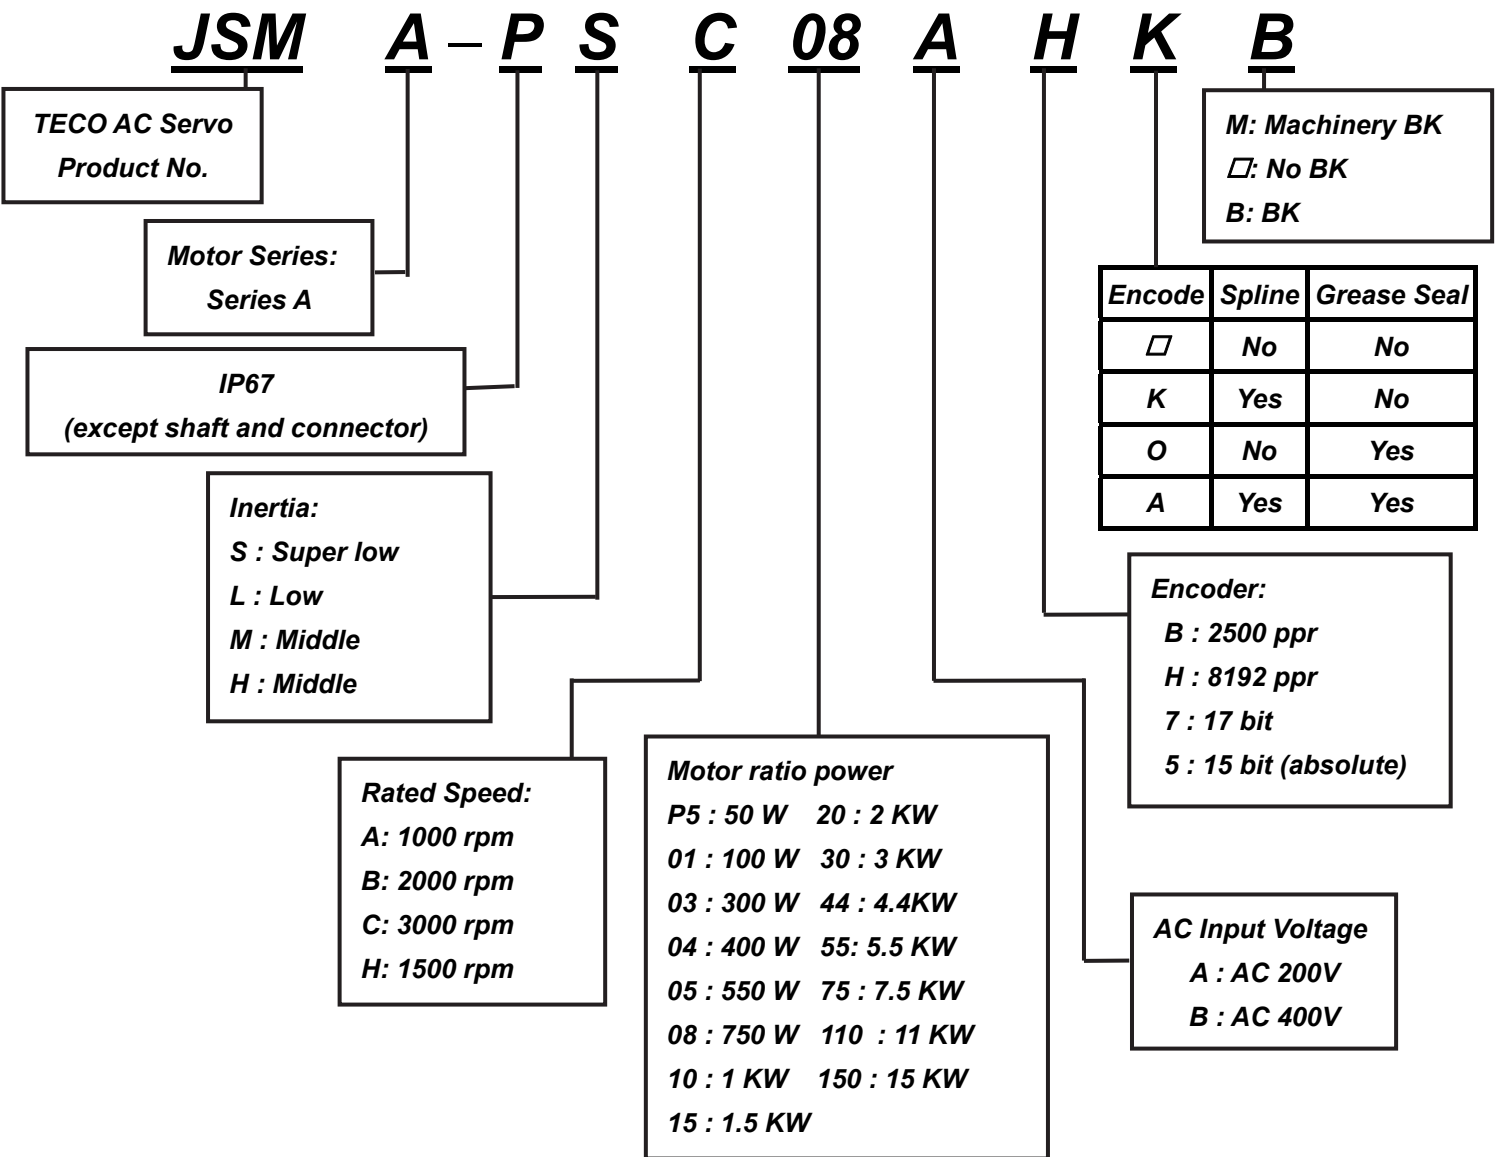 JSM A – P S C 08 A H K B
TECO AC Servo
Product No.
Motor Series:
Series A
IP67
(except shaft and connector)
Inertia:
S : Super low
L : Low
M : Middle
H : Middle
Rated Speed:
A: 1000 rpm
B: 2000 rpm
C: 3000 rpm
H: 1500 rpm
Motor ratio power
P5 : 50 W 20 : 2 KW
01 : 100 W 30 : 3 KW
03 : 300 W 44 : 4.4KW
04 : 400 W 55: 5.5 KW
05 : 550 W 75 : 7.5 KW
08 : 750 W 110 : 11 KW
10 : 1 KW 150 : 15 KW
15 : 1.5 KW
AC Input Voltage
A : AC 200V
B : AC 400V
Encoder:
B : 2500 ppr
H : 8192 ppr
7 : 17 bit
5 : 15 bit (absolute)
Encode Spline Grease Seal
□ No No
K Yes No
O No Yes
A Yes Yes
M: Machinery BK
□: No BK
B: BK